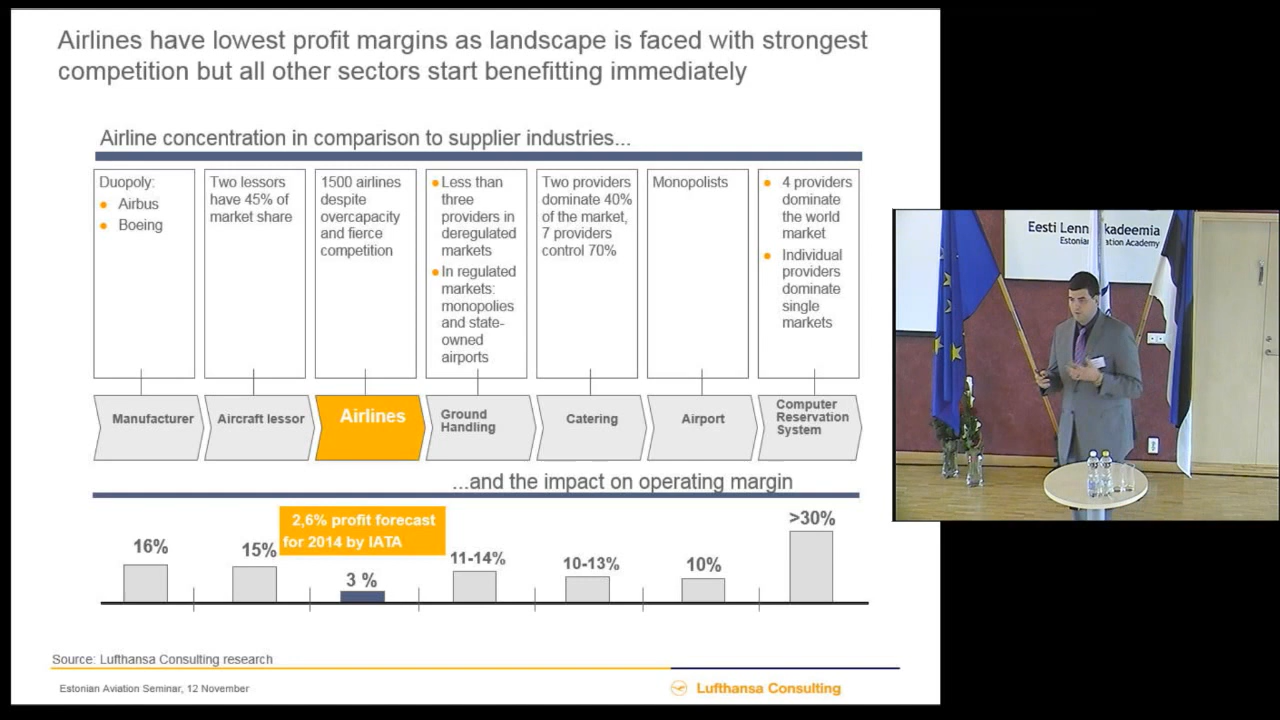 Airlines have lowest profit margins as landscape is faced with strongest
competition but all other sectors start benefitting immediately
Airline concentration in comparison to supplier industries...
Duopoly:
Airbus
Boeing
Two lessors
have 45% of
market share
1500 airlines
despite
overcapacity
and fierce
competition
Less than
three
providers in
deregulated
markets
In regulated
markets:
monopolies
and state-
owned
airports
Two providers
dominate 40%
of the market,
7 providers
control 70%
Monopolists
4 providers
dominate
the world
market
Individual
providers
dominate
single
markets
Manufacturer
Aircraft lessor
Airlines
Ground
Handling
Catering
Airport
Computer
Reservation
System
...and the impact on operating margin
2,6% profit forecast
for 2014 by IATA
16%
15%
3 %
11-14%
10-13%
10%
>30%
Source: Lufthansa Consulting research
Estonian Aviation Seminar, 12 November
Lufthansa Consulting
Eesti Lenn kadeemia
Estonia ation Academy